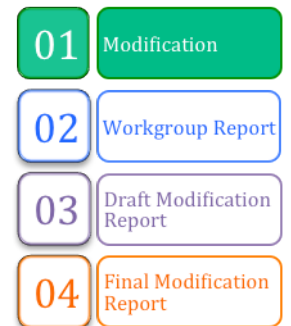 01 Modification
02 Workgroup Report
03 Draft Modification
Report
04 Final Modification
Report